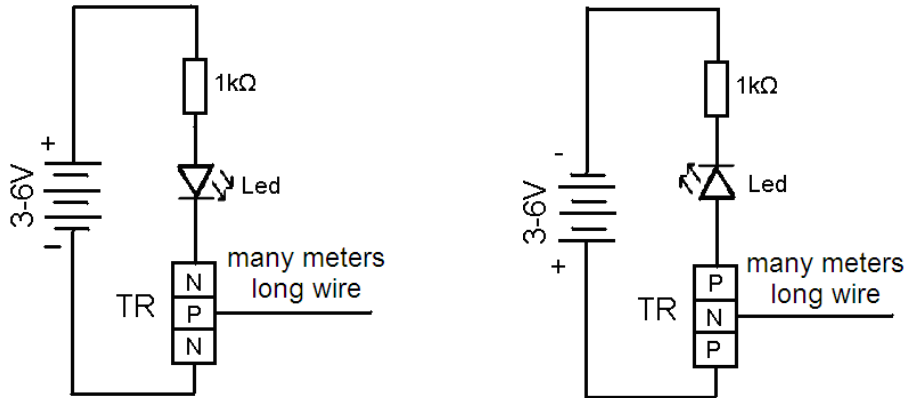 1kΩ
+
Led
3-6V
–
many meters
long wire
N
TR
P
N
1kΩ
-
Led
3-6V
+
many meters
long wire
P
TR
N
P